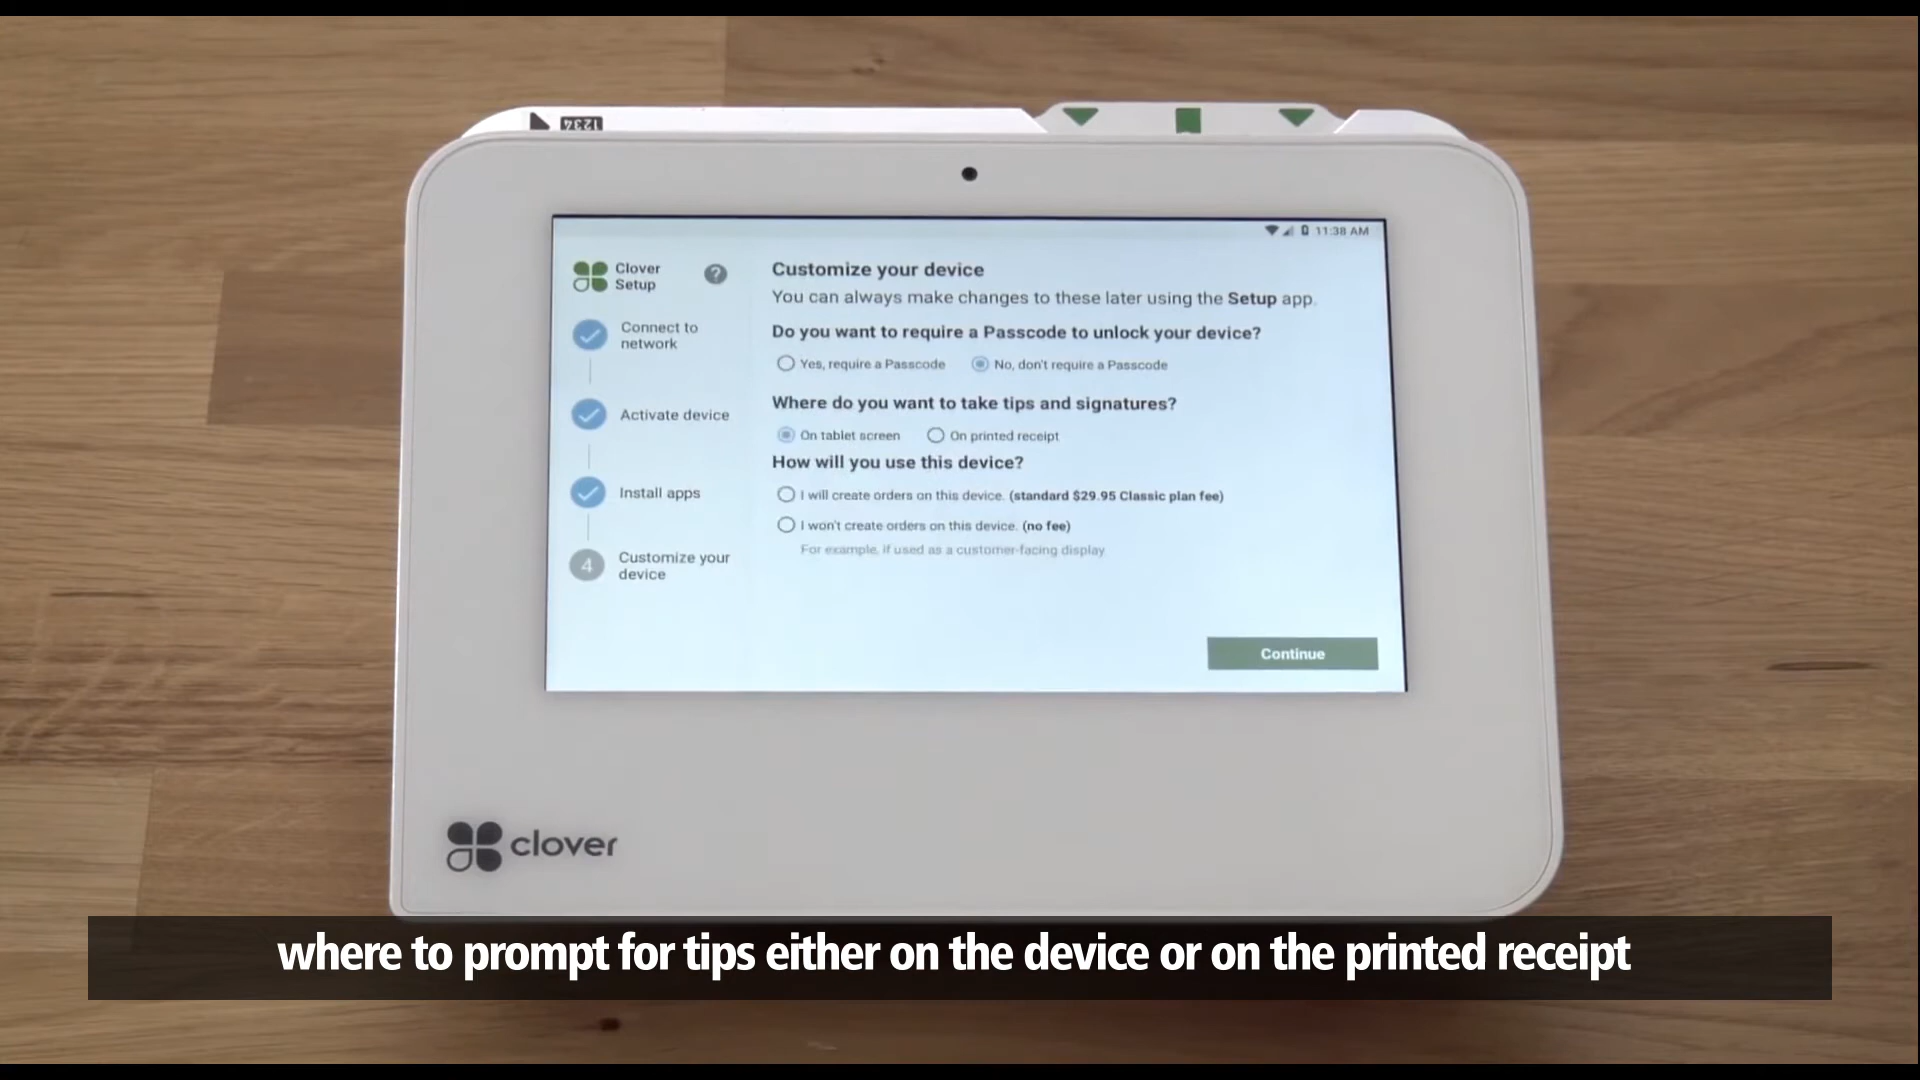 1234
11:38 AM
Clover
Setup
?
Connect to
network
Activate device
Install apps
4
Customize your
device
Customize your device
You can always make changes to these later using the Setup app.
Do you want to require a Passcode to unlock your device?
Yes, require a Passcode
No, don't require a Passcode
Where do you want to take tips and signatures?
On tablet screen
On printed receipt
How will you use this device?
I will create orders on this device. (standard $29.95 Classic plan fee)
I won't create orders on this device. (no fee)
For example, if used as a customer-facing display
Continue
clover
where to prompt for tips either on the device or on the printed receipt